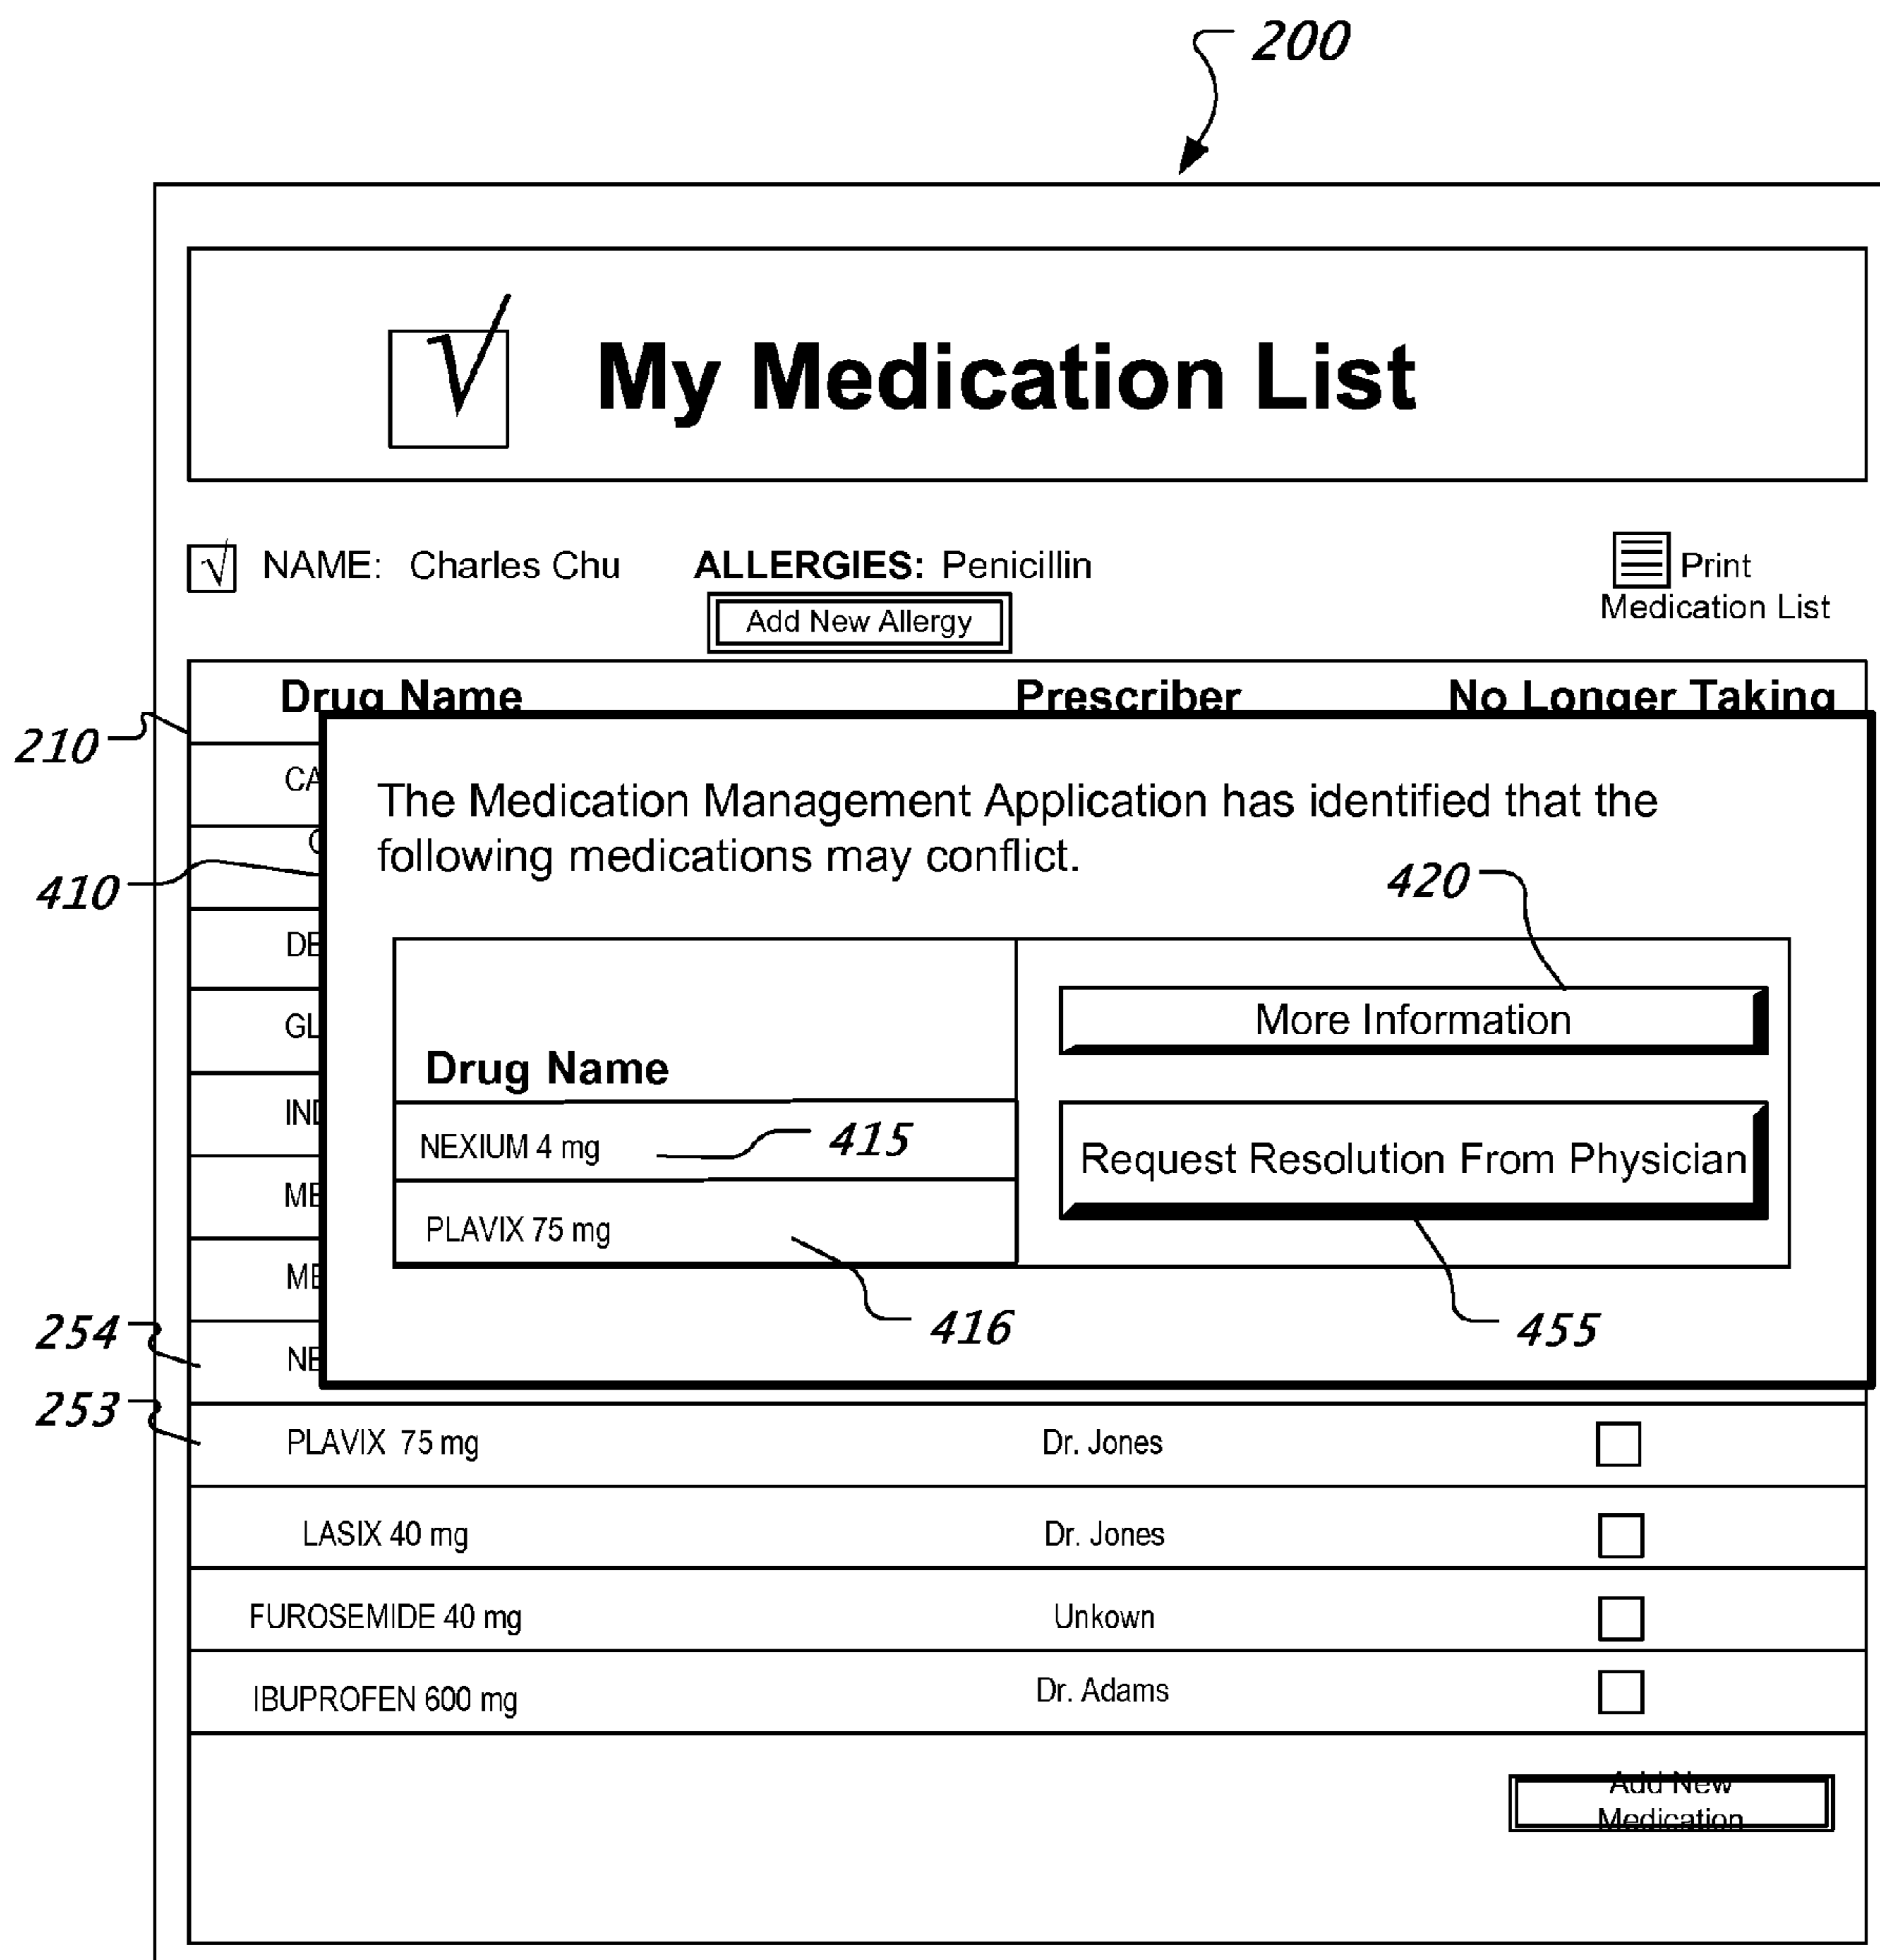 200
My Medication List
NAME: Charles Chu ALLERGIES: Penicillin Print
Add New Allergy Medication List
Drug Name Prescriber No Longer Taking
210
CA
The Medication Management Application has identified that the
following medications may conflict.
410
420
DE
More Information
GL
Drug Name
IND
NEXIUM 4 mg 415
Request Resolution From Physician
ME
PLAVIX 75 mg
ME
416 455
254
NE
253
PLAVIX 75 mg Dr. Jones
LASIX 40 mg Dr. Jones
FUROSEMIDE 40 mg Unkown
IBUPROFEN 600 mg Dr. Adams
Add New
Medication